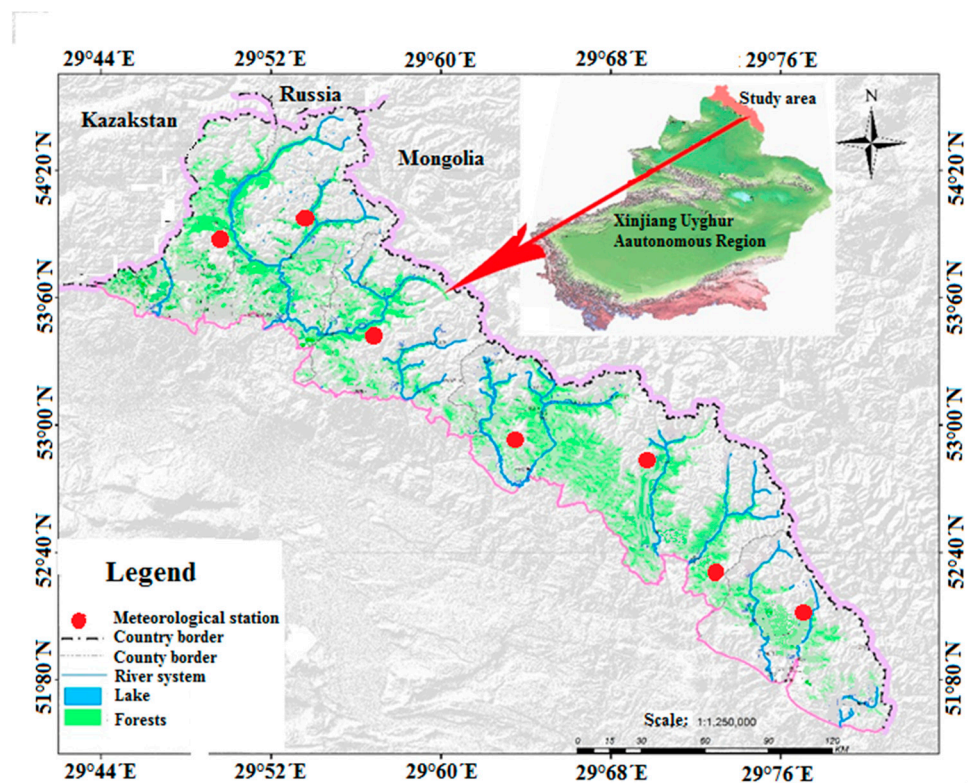 29°44´E 29°52´E 29°60´E 29°68´E 29°76´E
Russia
Kazakstan
Mongolia
Study area
N
Xinjiang Uyghur
Aautonomous Region
54°20´N
53°60´N
53°00´N
52°40´N
51°80´N
54°20´N
53°60´N
53°00´N
52°40´N
51°80´N
Legend
Meteorological station
Country border
County border
River system
Lake
Forests
Scale: 1:1,250,000
0 15 30 60 90 120
KM
29°44´E 29°52´E 29°60´E 29°68´E 29°76´E